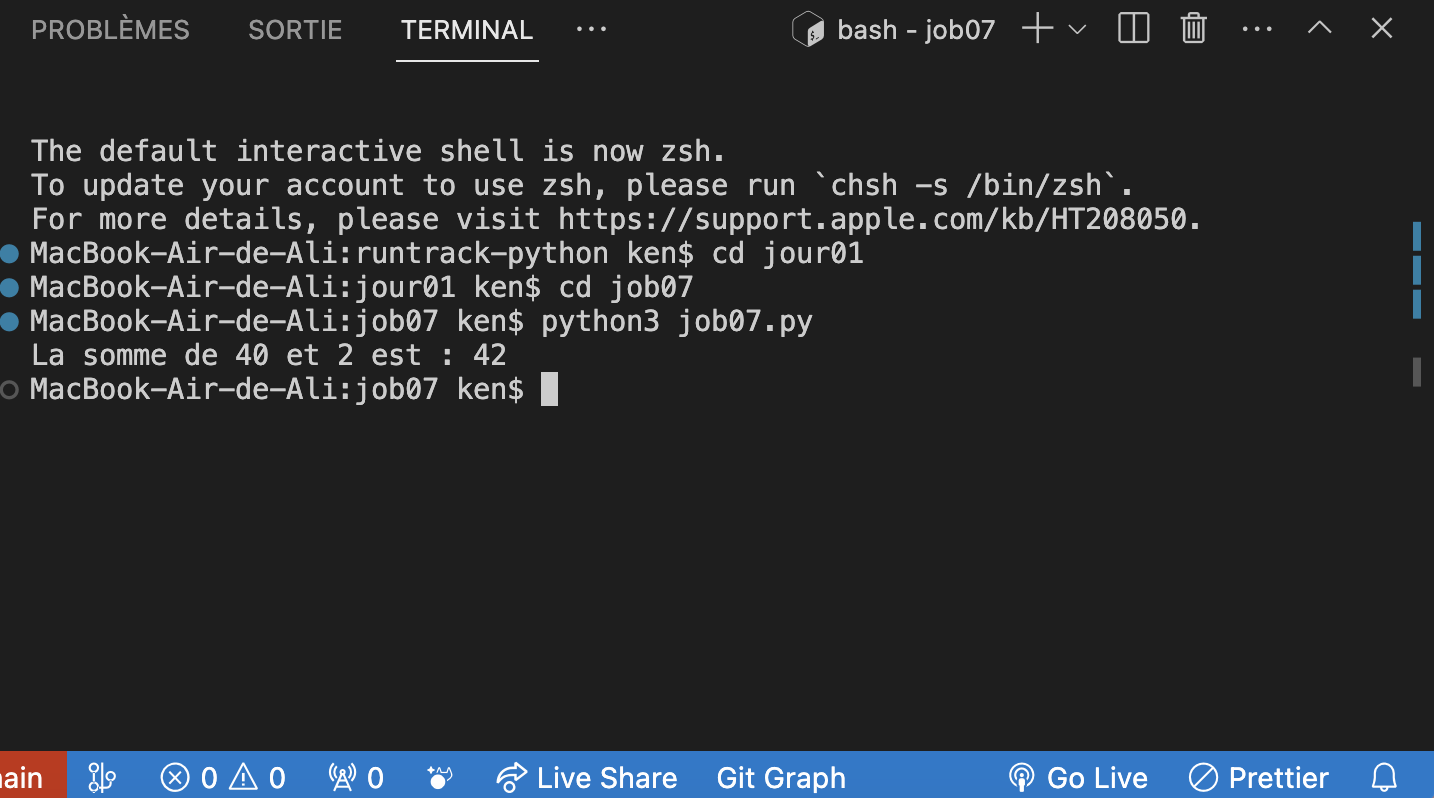 PROBLÈMES SORTIE TERMINAL ··· bash - job07
The default interactive shell is now zsh.
To update your account to use zsh, please run `chsh -s /bin/zsh`.
For more details, please visit https://support.apple.com/kb/HT208050.
MacBook-Air-de-Ali:runtrack-python ken$ cd jour01
MacBook-Air-de-Ali:jour01 ken$ cd job07
MacBook-Air-de-Ali:job07 ken$ python3 job07.py
La somme de 40 et 2 est : 42
MacBook-Air-de-Ali:job07 ken$
ain 0 0 0 Live Share Git Graph Go Live Prettier